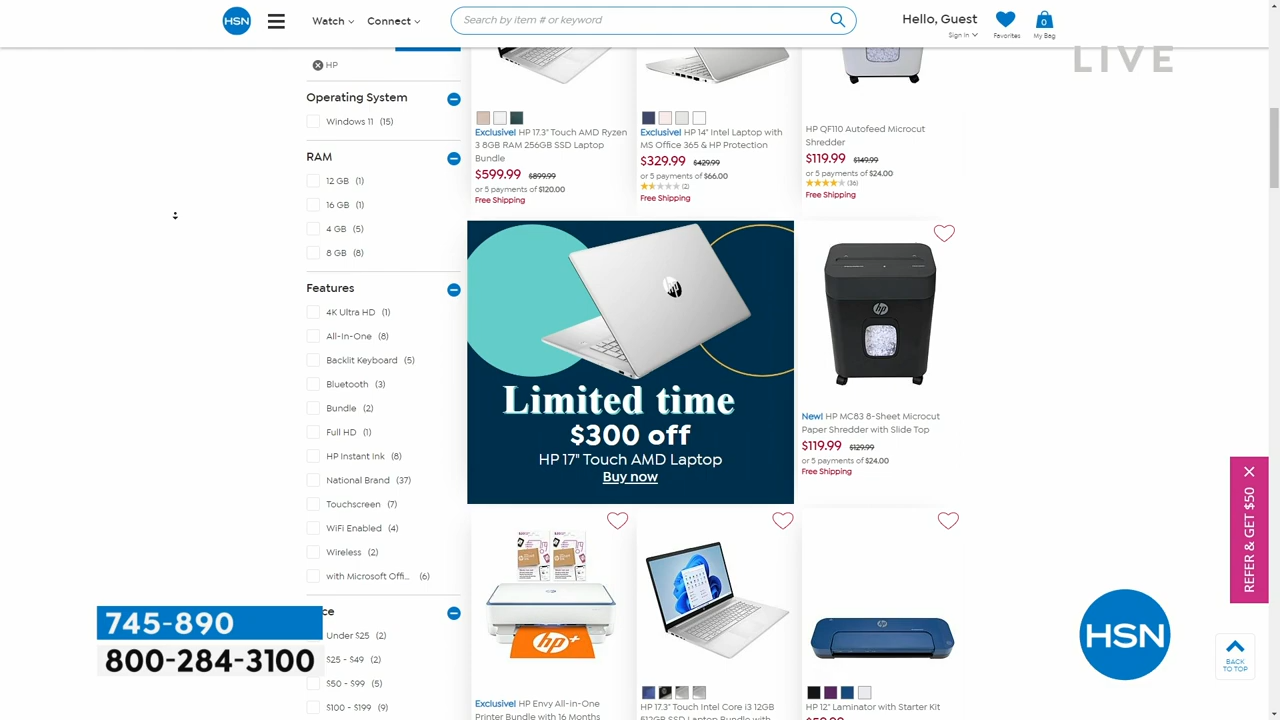 HSN
Watch
Connect
Search by item # or keyword
Hello, Guest
Sign In
Favorites
0
My Bag
LIVE
HP
Operating System
Windows 11 (15)
RAM
12 GB (1)
16 GB (1)
4 GB (5)
8 GB (8)
Features
4K Ultra HD (1)
All-In-One (8)
Backlit Keyboard (5)
Bluetooth (3)
Bundle (2)
Full HD (1)
HP Instant Ink (8)
National Brand (37)
Touchscreen (7)
WiFi Enabled (4)
Wireless (2)
with Microsoft Offi... (6)
ce
Under $25 (2)
$25 - $49 (2)
$50 - $99 (5)
$100 - $199 (9)
Exclusive! HP 17.3" Touch AMD Ryzen
3 8GB RAM 256GB SSD Laptop
Bundle
$599.99 $899.99
or 5 payments of $120.00
Free Shipping
Exclusive! HP 14" Intel Laptop with
MS Office 365 & HP Protection
$329.99 $429.99
or 5 payments of $66.00
(2)
Free Shipping
HP QF110 Autofeed Microcut
Shredder
$119.99 $149.99
or 5 payments of $24.00
(36)
Free Shipping
hp
Limited time
$300 off
HP 17" Touch AMD Laptop
Buy now
hp
New! HP MC83 8-Sheet Microcut
Paper Shredder with Slide Top
$119.99 $129.99
or 5 payments of $24.00
Free Shipping
hp+
Exclusive! HP Envy All-in-One
Printer Bundle with 16 Months
HP 17.3" Touch Intel Core i3 12GB
512GB SSD Laptop Bundle with
hp
HP 12" Laminator with Starter Kit
REFER & GET $50
745-890
800-284-3100
HSN
BACK
TO TOP